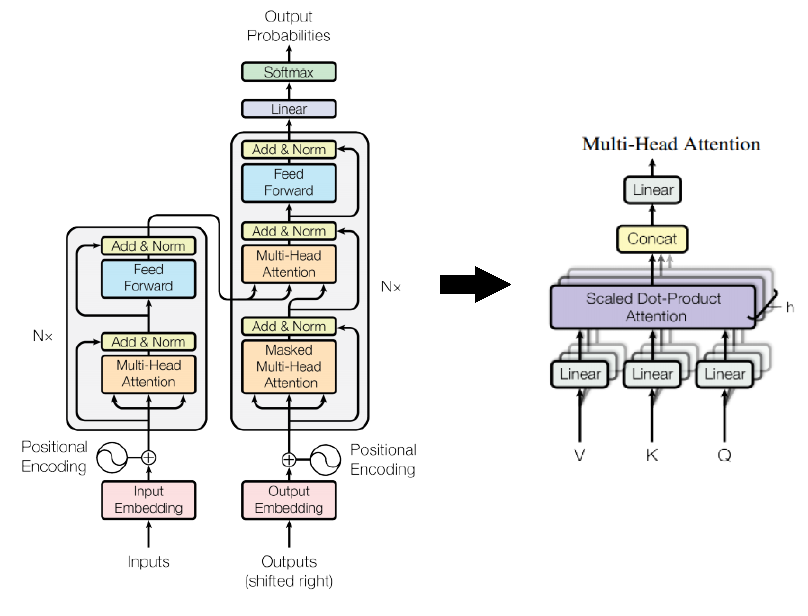 Output
Probabilities
Softmax
Linear
Add & Norm
Feed
Forward
Add & Norm
Multi-Head
Attention
Add & Norm
Masked
Multi-Head
Attention
Nx
Positional
Encoding
Output
Embedding
Outputs
(shifted right)
Add & Norm
Feed
Forward
Add & Norm
Multi-Head
Attention
Nx
Positional
Encoding
Input
Embedding
Inputs
Multi-Head Attention
Linear
Concat
Scaled Dot-Product
Attention
h
Linear
Linear
Linear
V
K
Q